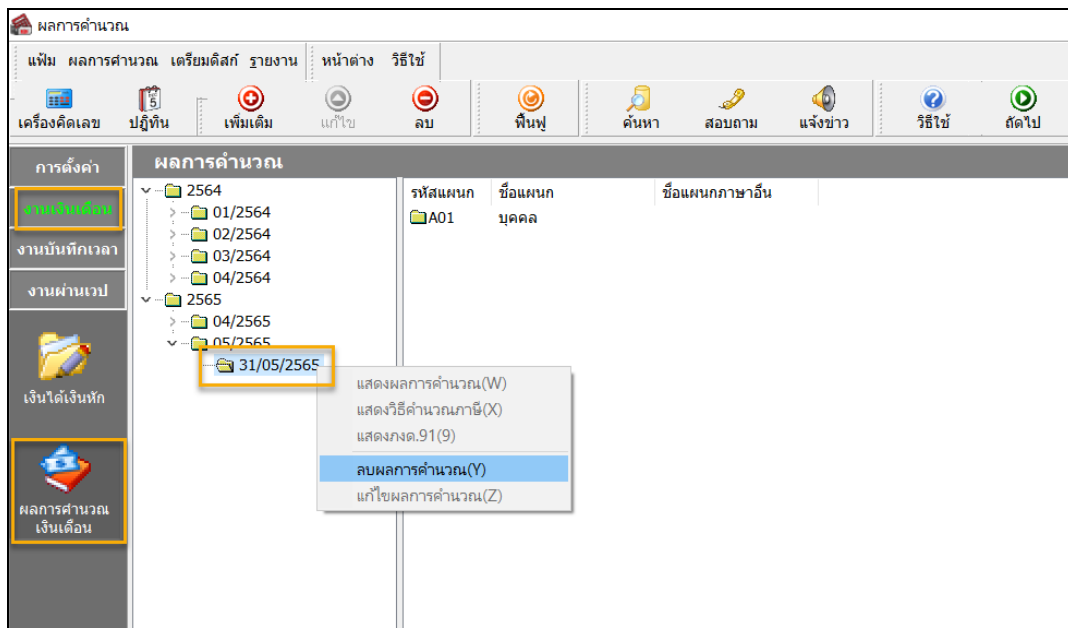 ผลการคำนวณ
แฟ้ม ผลการคำนวณ เตรียมดิสก์ รายงาน หน้าต่าง วิธีใช้
เครื่องคิดเลข ปฏิทิน เพิ่มเติม แก้ไข ลบ ฟื้นฟู ค้นหา สอบถาม แจ้งข่าว วิธีใช้ ถัดไป
การตั้งค่า
งานเงินเดือน
งานบันทึกเวลา
งานผ่านเวป
เงินได้เงินหัก
ผลการคำนวณ
เงินเดือน
ผลการคำนวณ
2564
01/2564
02/2564
03/2564
04/2564
2565
04/2565
05/2565
31/05/2565
รหัสแผนก ชื่อแผนก ชื่อแผนกภาษาอื่น
A01 บุคคล
แสดงผลการคำนวณ(W)
แสดงวิธีคำนวณภาษี(X)
แสดงภงด.91(9)
ลบผลการคำนวณ(Y)
แก้ไขผลการคำนวณ(Z)